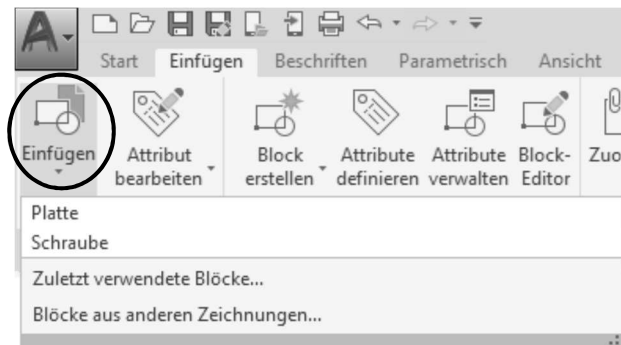 A
Start Einfügen Beschriften Parametrisch Ansicht
Einfügen
Attribut
bearbeiten
Block
erstellen
Attribute
definieren
Attribute
verwalten
Block-
Editor
Zuo
Platte
Schraube
Zuletzt verwendete Blöcke...
Blöcke aus anderen Zeichnungen...